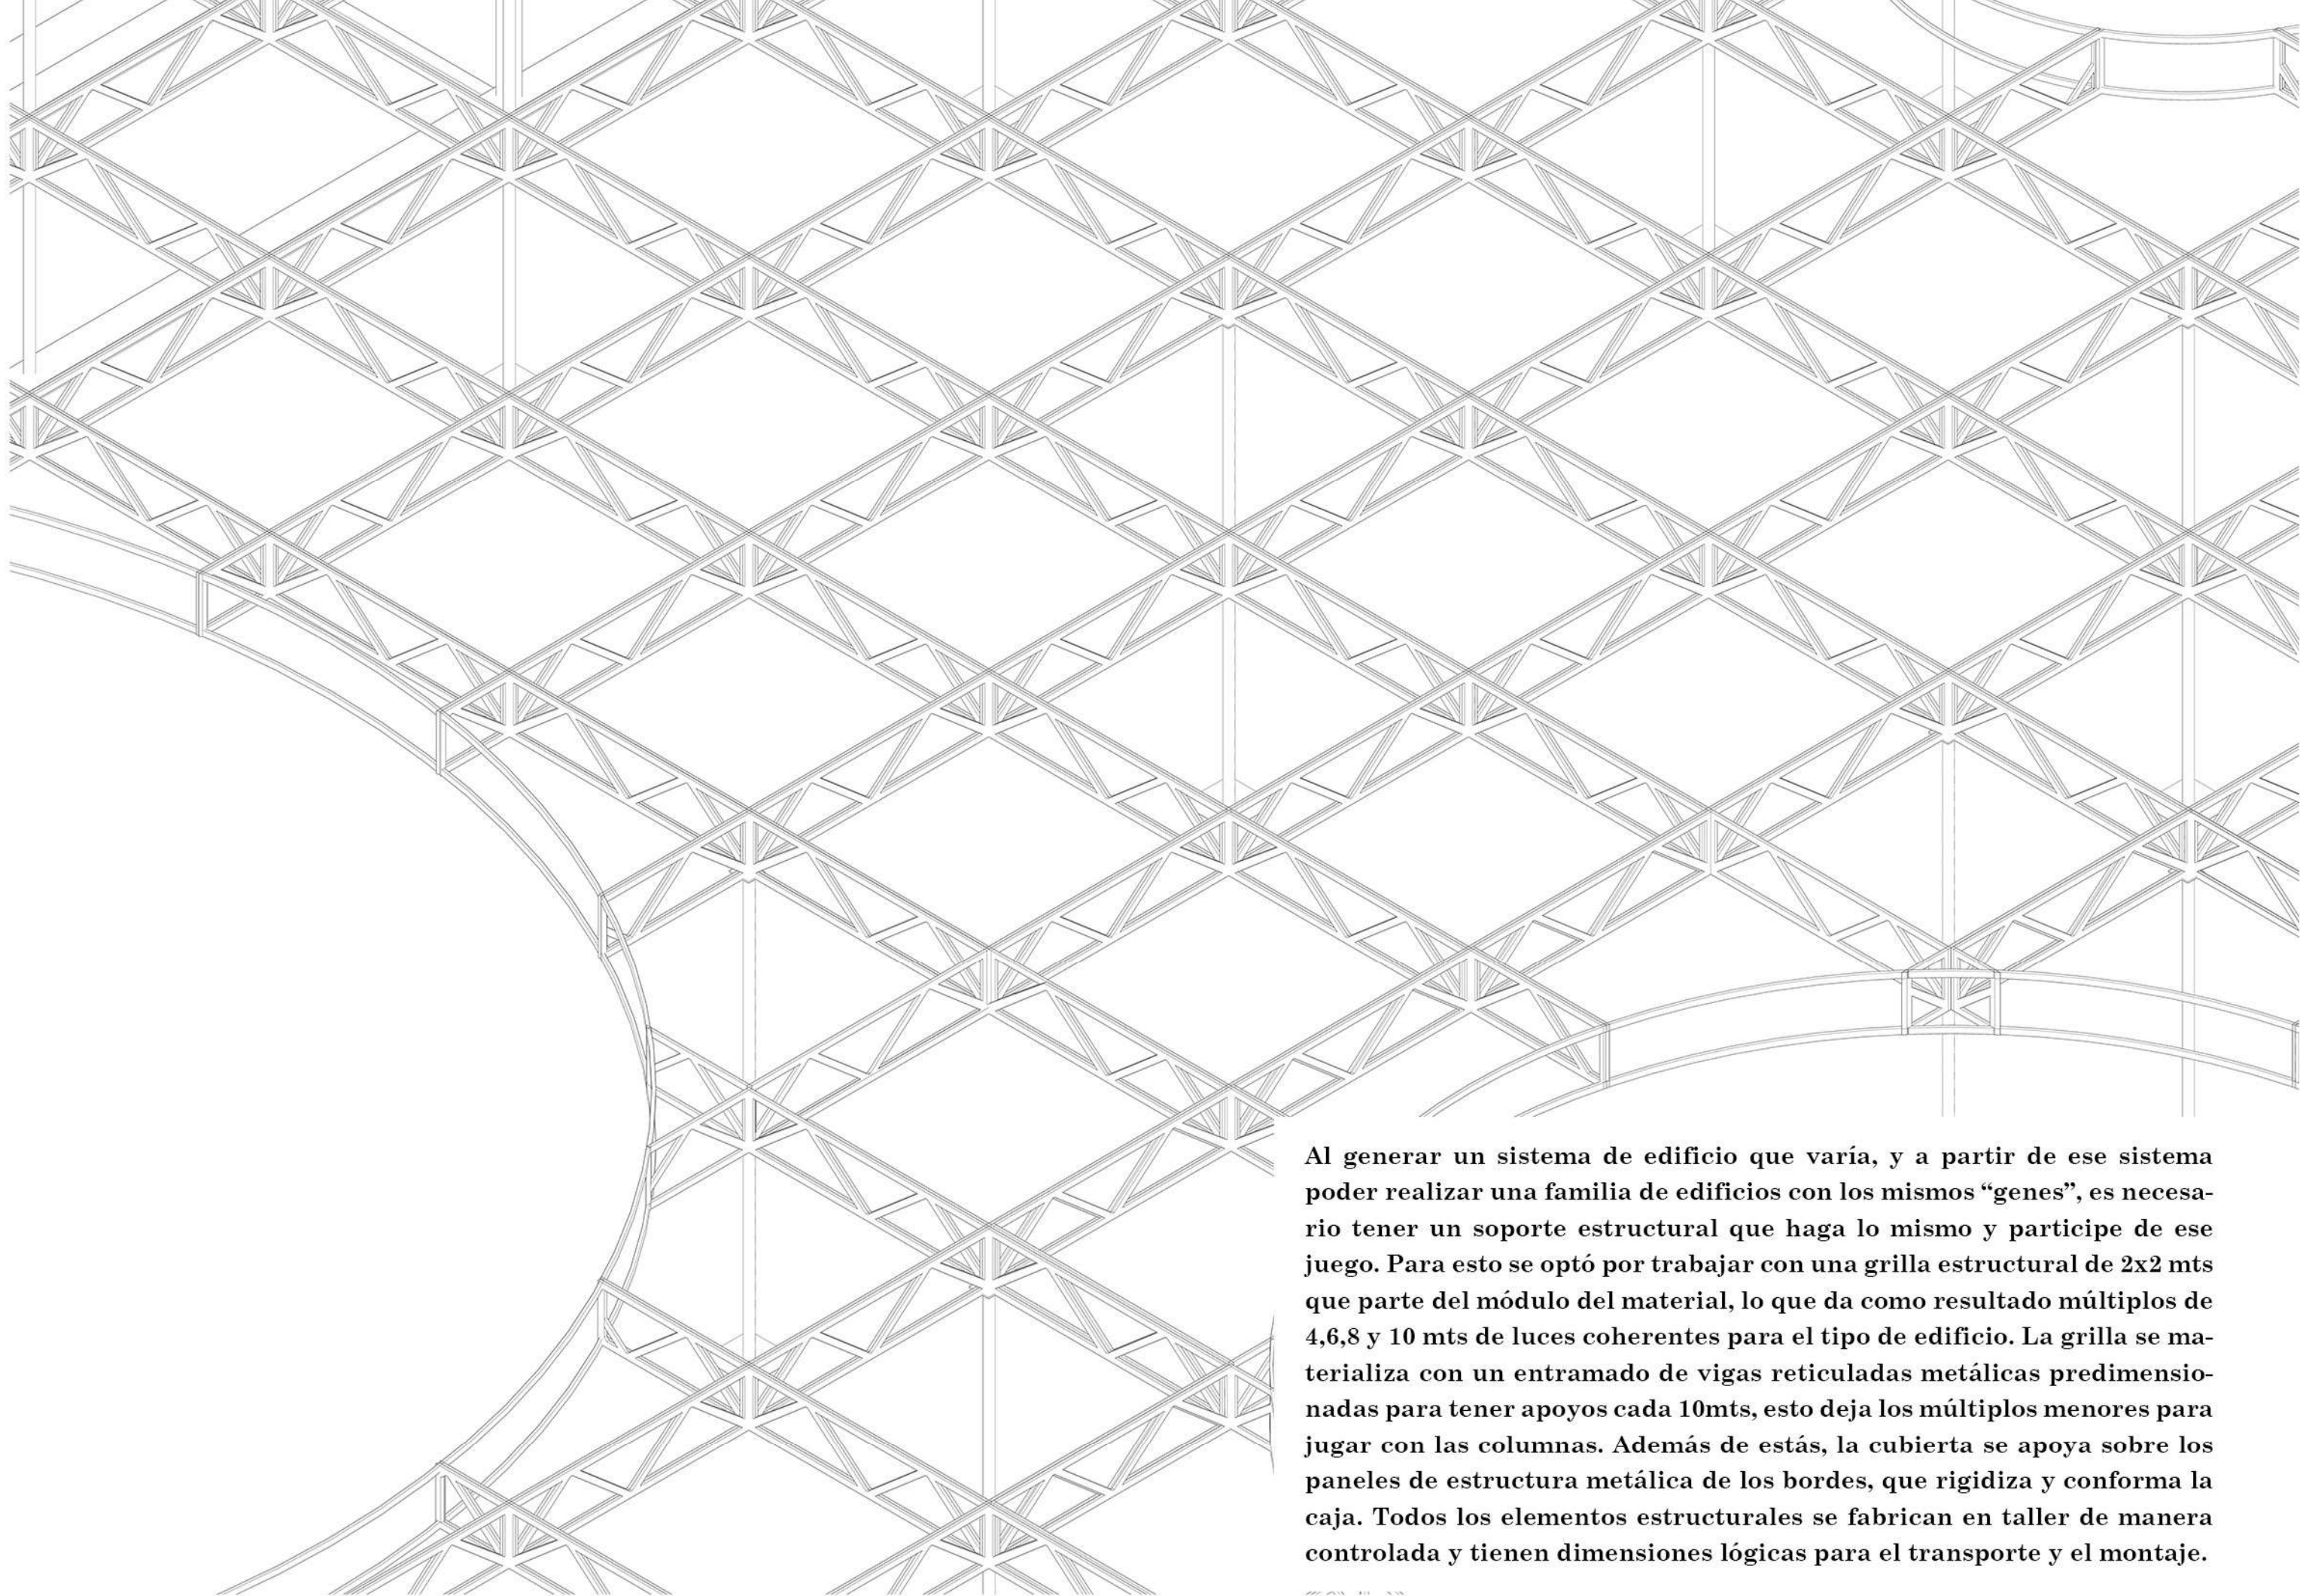 Al generar un sistema de edificio que varía, y a partir de ese sistema
poder realizar una familia de edificios con los mismos “genes”, es necesa-
rio tener un soporte estructural que haga lo mismo y participe de ese
juego. Para esto se optó por trabajar con una grilla estructural de 2x2 mts
que parte del módulo del material, lo que da como resultado múltiplos de
4,6,8 y 10 mts de luces coherentes para el tipo de edificio. La grilla se ma-
terializa con un entramado de vigas reticuladas metálicas predimensio-
nadas para tener apoyos cada 10mts, esto deja los múltiplos menores para
jugar con las columnas. Además de estás, la cubierta se apoya sobre los
paneles de estructura metálica de los bordes, que rigidiza y conforma la
caja. Todos los elementos estructurales se fabrican en taller de manera
controlada y tienen dimensiones lógicas para el transporte y el montaje.